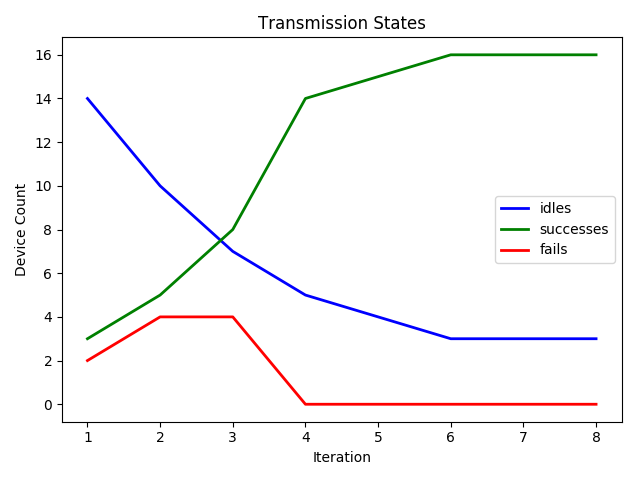 Transmission States
16
14
12
10
8
6
4
2
0
Device Count
idles
successes
fails
1 2 3 4 5 6 7 8
Iteration